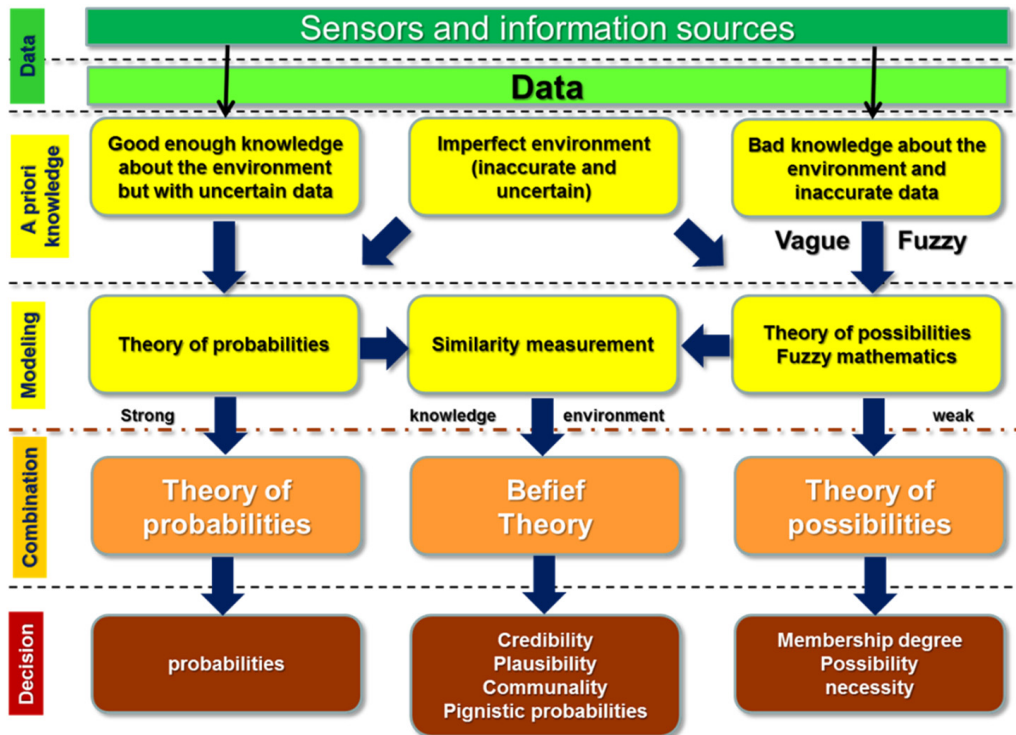 Data
Sensors and information sources
Data
A priori
knowledge
Good enough knowledge
about the environment
but with uncertain data
Imperfect environment
(inaccurate and
uncertain)
Bad knowledge about the
environment and
inaccurate data
Vague
Fuzzy
Modeling
Theory of probabilities
Similarity measurement
Theory of possibilities
Fuzzy mathematics
Strong
knowledge
environment
weak
Combination
Theory of
probabilities
Befief
Theory
Theory of
possibilities
Decision
probabilities
Credibility
Plausibility
Communality
Pignistic probabilities
Membership degree
Possibility
necessity